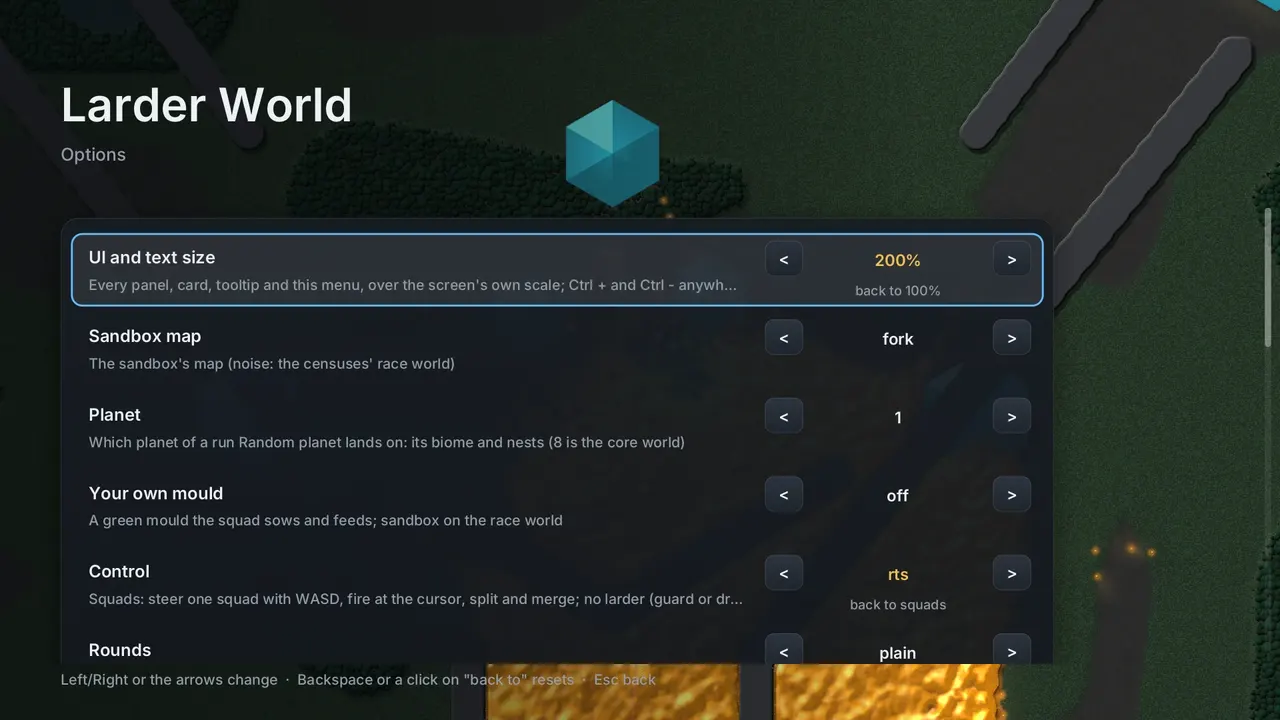 Larder World
Options
UI and text size
< 200% >
Every panel, card, tooltip and this menu, over the screen's own scale; Ctrl + and Ctrl - anywh...
back to 100%
Sandbox map
< fork >
The sandbox's map (noise: the censuses' race world)
Planet
< 1 >
Which planet of a run Random planet lands on: its biome and nests (8 is the core world)
Your own mould
< off >
A green mould the squad sows and feeds; sandbox on the race world
Control
< rts >
Squads: steer one squad with WASD, fire at the cursor, split and merge; no larder (guard or dr...
back to squads
Rounds
< plain >
Left/Right or the arrows change · Backspace or a click on "back to" resets · Esc back